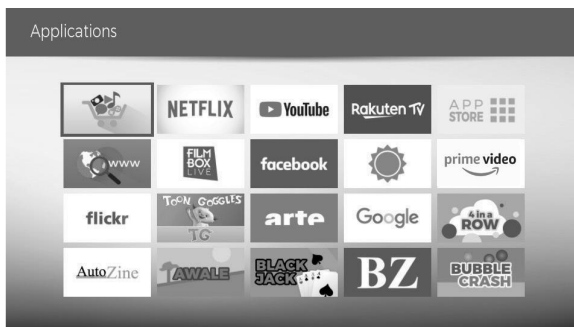 Applications
NETFLIX
YouTube
Rakuten TV
APP
STORE
www
FILM
BOX
LIVE
facebook
prime video
flickr
TOON GOGGLES
TG
arte
Google
4 in a
ROW
AutoZine
AWALE
BLACK
JACK
BZ
BUBBLE
CRASH